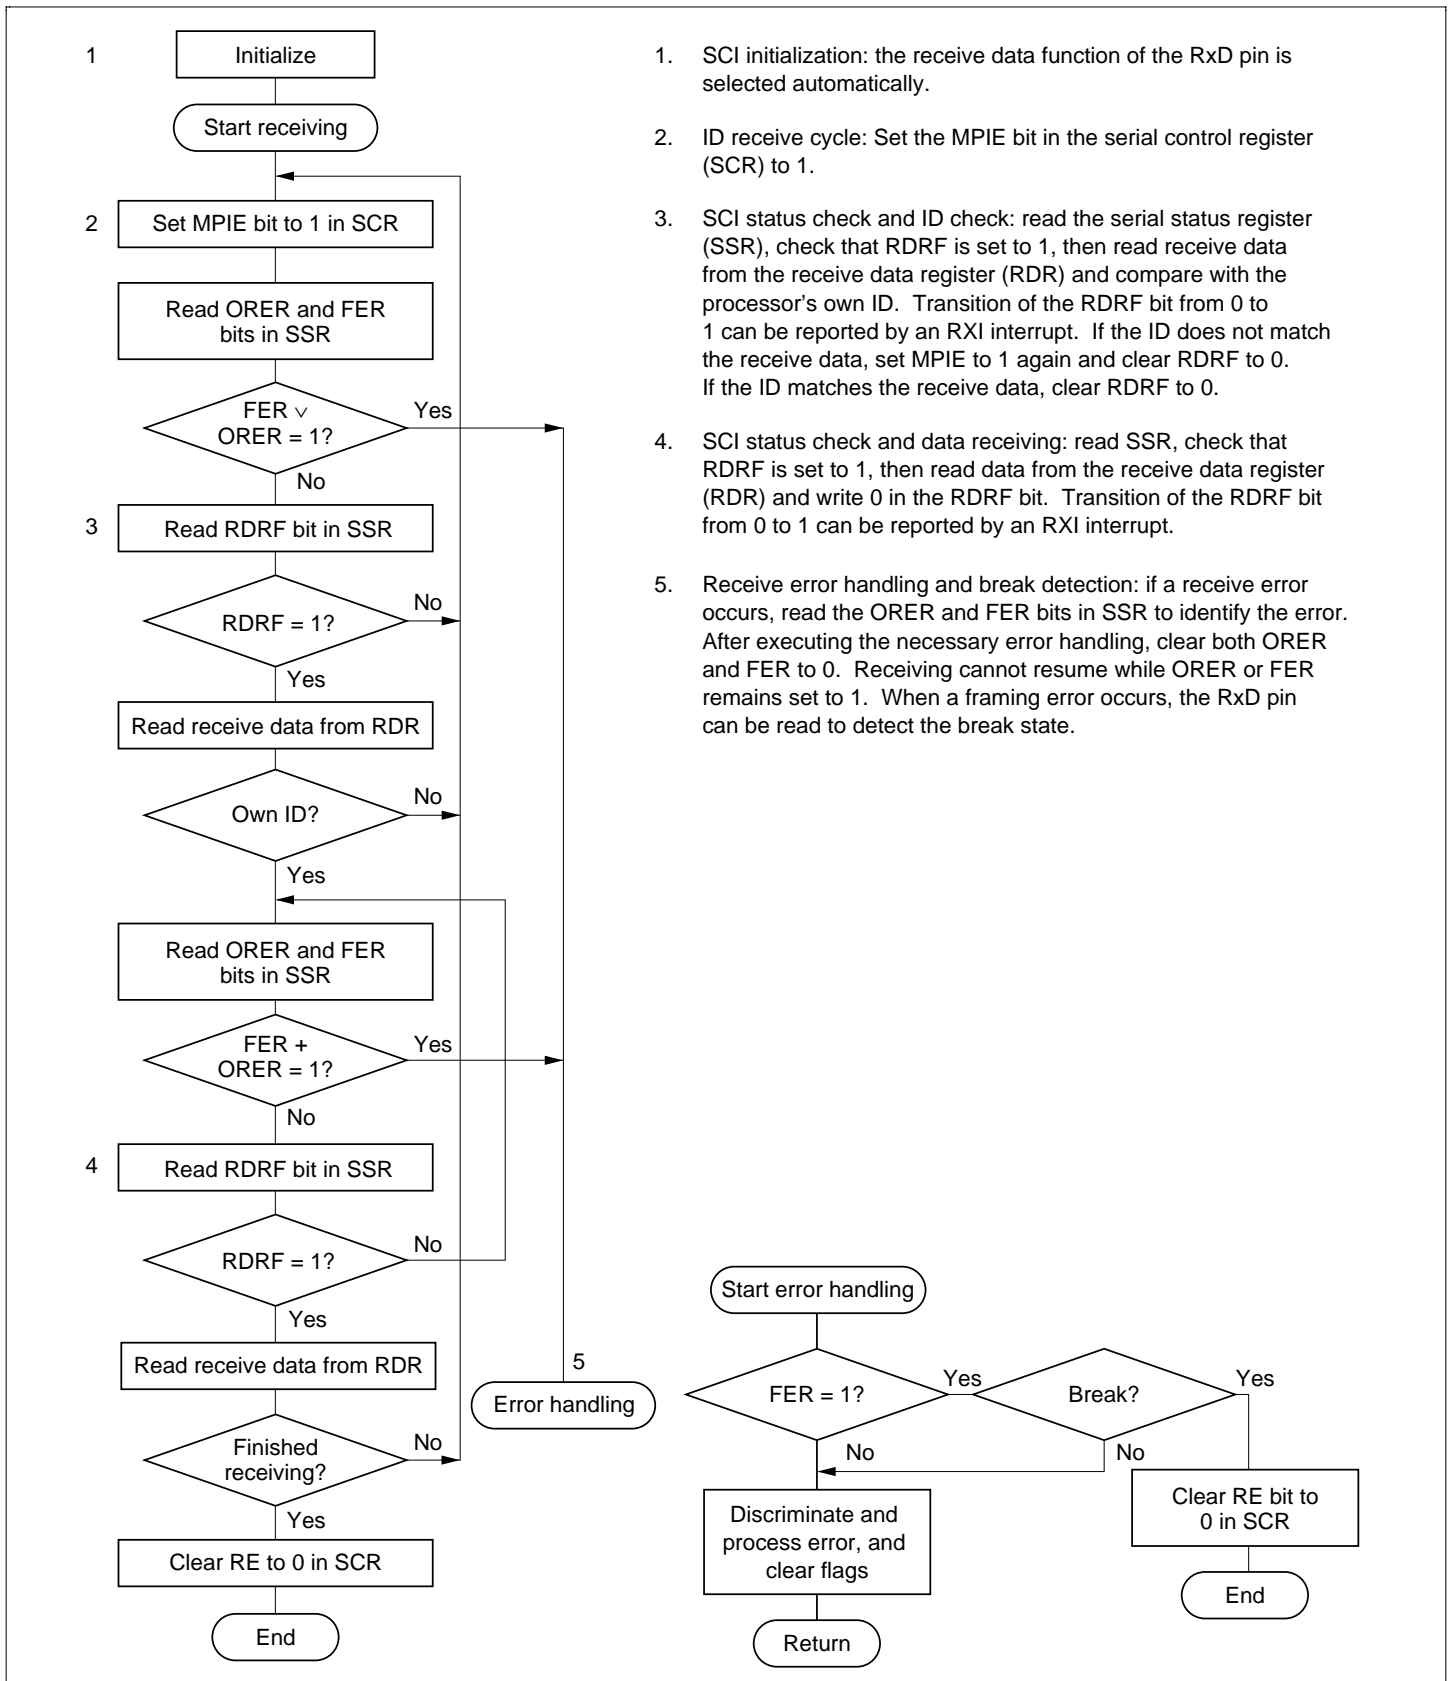 1
Initialize
Start receiving
2
Set MPIE bit to 1 in SCR
Read ORER and FER
bits in SSR
FER ∨
ORER = 1?
Yes
No
3
Read RDRF bit in SSR
RDRF = 1?
No
Yes
Read receive data from RDR
Own ID?
No
Yes
Read ORER and FER
bits in SSR
FER +
ORER = 1?
Yes
No
4
Read RDRF bit in SSR
RDRF = 1?
No
Yes
Read receive data from RDR
Finished
receiving?
No
Yes
Clear RE to 0 in SCR
End
5
Error handling
1. SCI initialization: the receive data function of the RxD pin is
selected automatically.
2. ID receive cycle: Set the MPIE bit in the serial control register
(SCR) to 1.
3. SCI status check and ID check: read the serial status register
(SSR), check that RDRF is set to 1, then read receive data
from the receive data register (RDR) and compare with the
processor's own ID. Transition of the RDRF bit from 0 to
1 can be reported by an RXI interrupt. If the ID does not match
the receive data, set MPIE to 1 again and clear RDRF to 0.
If the ID matches the receive data, clear RDRF to 0.
4. SCI status check and data receiving: read SSR, check that
RDRF is set to 1, then read data from the receive data register
(RDR) and write 0 in the RDRF bit. Transition of the RDRF bit
from 0 to 1 can be reported by an RXI interrupt.
5. Receive error handling and break detection: if a receive error
occurs, read the ORER and FER bits in SSR to identify the error.
After executing the necessary error handling, clear both ORER
and FER to 0. Receiving cannot resume while ORER or FER
remains set to 1. When a framing error occurs, the RxD pin
can be read to detect the break state.
Start error handling
FER = 1?
Yes
No
Break?
Yes
No
Discriminate and
process error, and
clear flags
Return
Clear RE bit to
0 in SCR
End